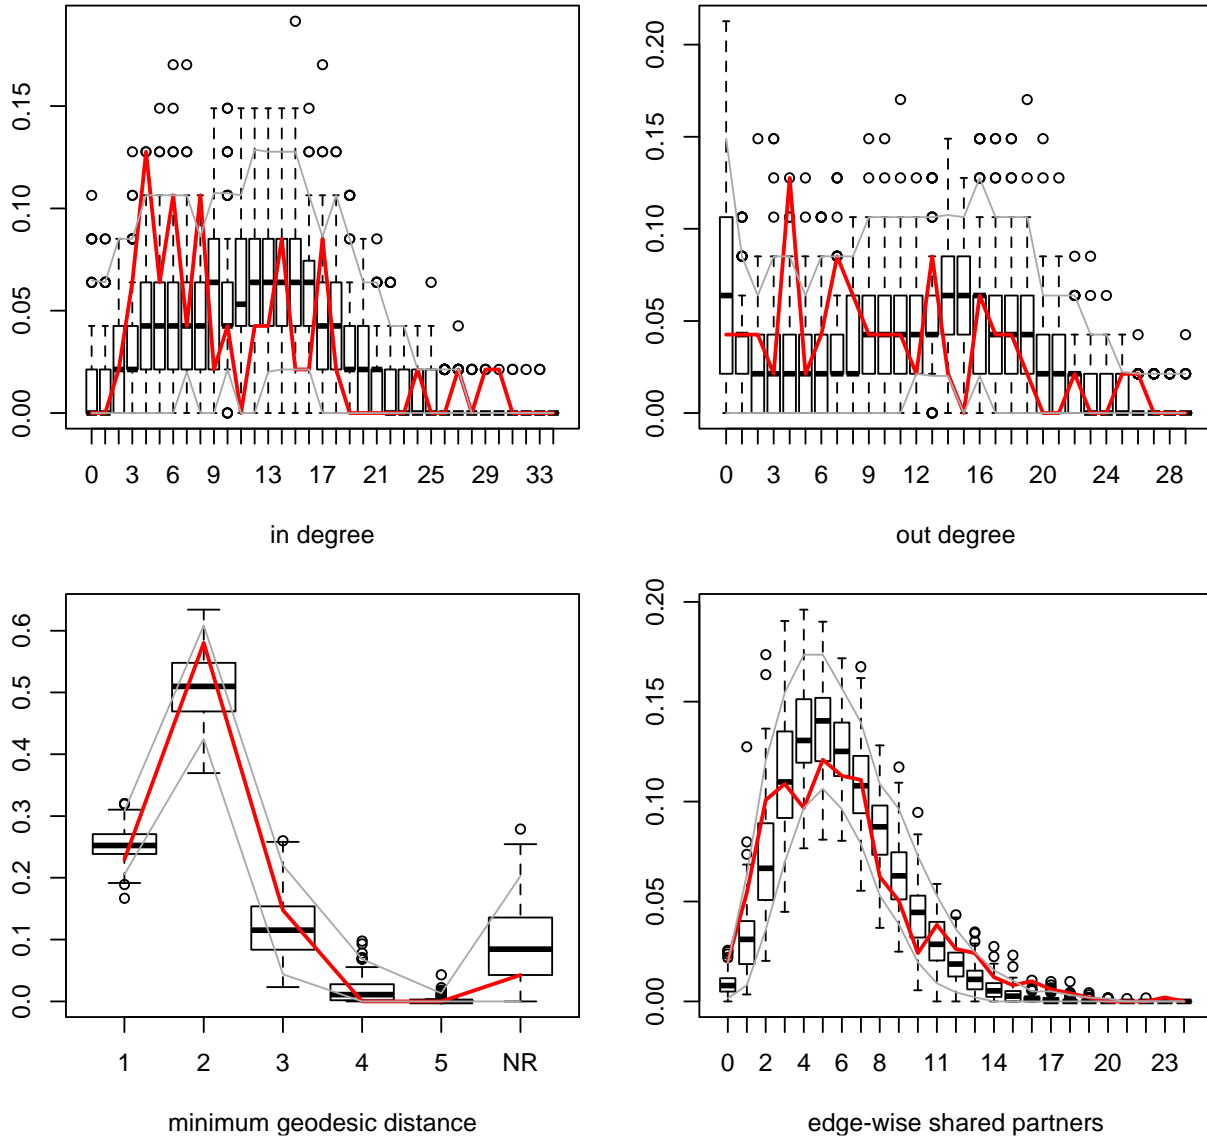 0.00 0.05 0.10 0.15
0 3 6 9 13 17 21 25 29 33
in degree
0.00 0.05 0.10 0.15 0.20
0 3 6 9 12 16 20 24 28
out degree
0.0 0.1 0.2 0.3 0.4 0.5 0.6
1 2 3 4 5 NR
minimum geodesic distance
0.00 0.05 0.10 0.15 0.20
0 2 4 6 8 11 14 17 20 23
edge-wise shared partners